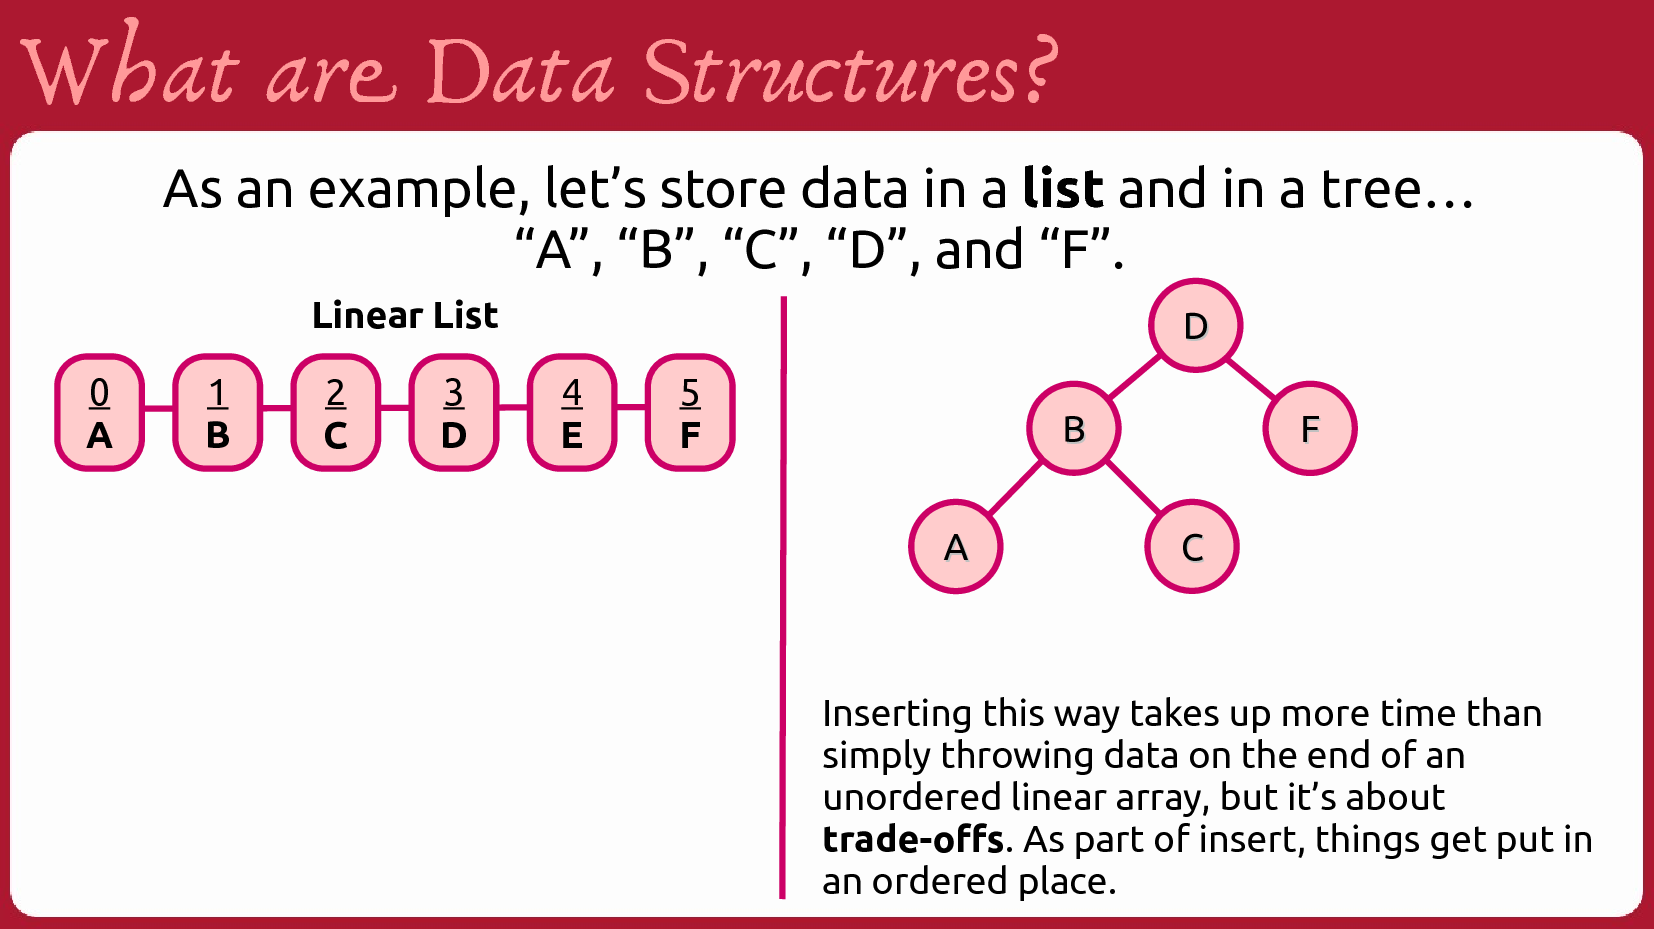 What are Data Structures?
As an example, let’s store data in a list and in a tree…
“A”, “B”, “C”, “D”, and “F”.
Linear List
0 1 2 3 4 5
A B C D E F
D
B F
A C
Inserting this way takes up more time than
simply throwing data on the end of an
unordered linear array, but it’s about
trade-offs. As part of insert, things get put in
an ordered place.